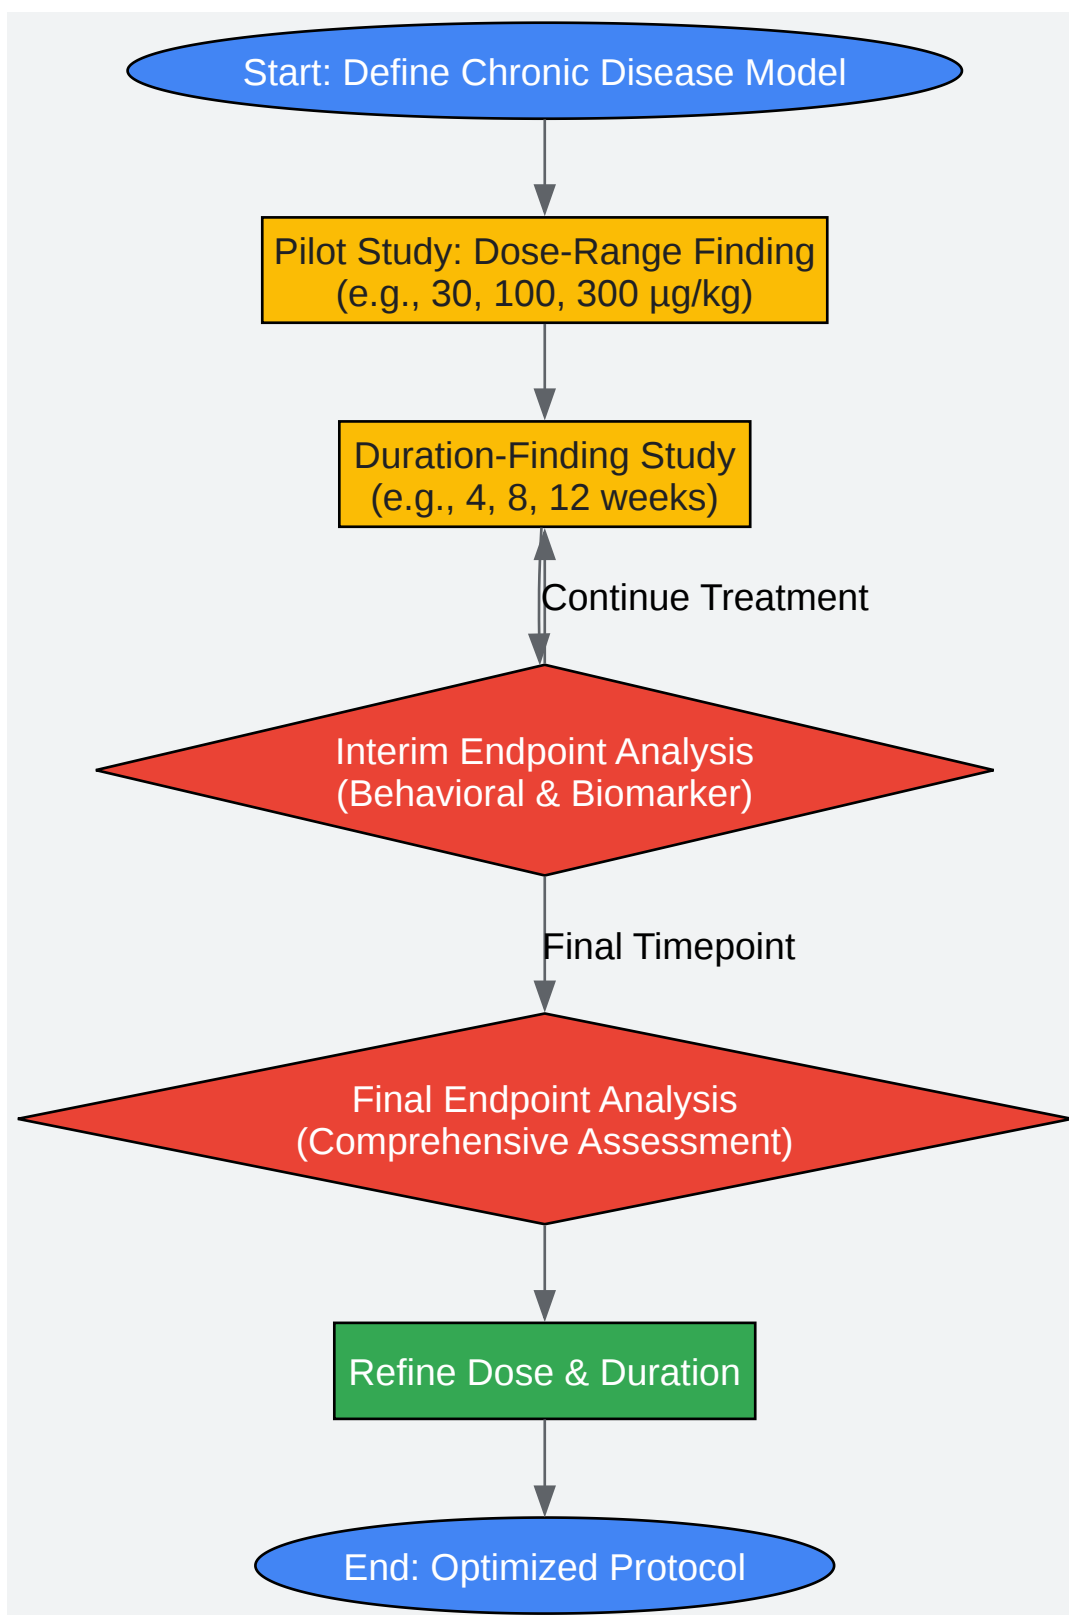 Start: Define Chronic Disease Model
Pilot Study: Dose-Range Finding
(e.g., 30, 100, 300 µg/kg)
Duration-Finding Study
(e.g., 4, 8, 12 weeks)
Continue Treatment
Interim Endpoint Analysis
(Behavioral & Biomarker)
Final Timepoint
Final Endpoint Analysis
(Comprehensive Assessment)
Refine Dose & Duration
End: Optimized Protocol